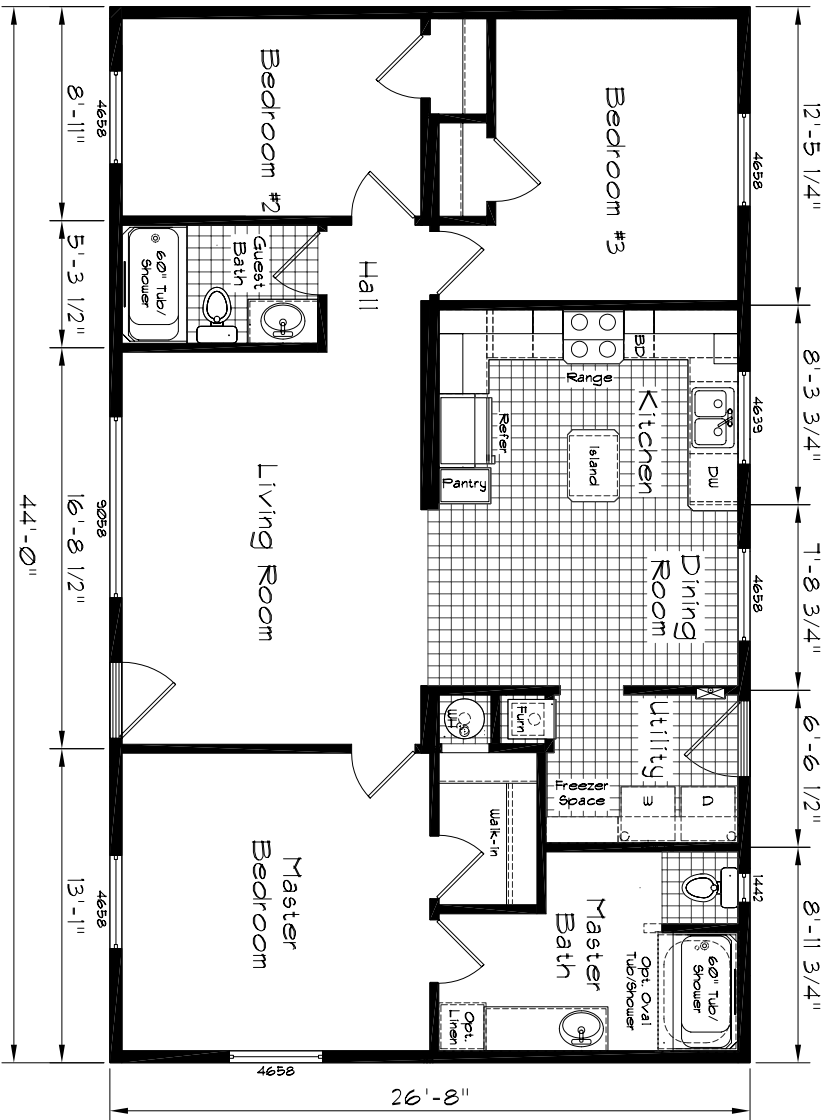 12'-5 1/4"
8'-3 3/4"
7'-8 3/4"
6'-6 1/2"
8'-11 3/4"
4658
4639
4658
1442
Bedroom #3
Kitchen
BD
Range
Refer
Pantry
Island
DW
Dining
Room
Utility
Furn
WH
Freezer
Space
W
D
Walk-in
Master
Bath
60" Tub/
Shower
Opt. Oval
Tub/Shower
Opt.
Linen
Bedroom #2
Hall
Guest
Bath
60" Tub/
Shower
Living Room
Master
Bedroom
4658
9058
4658
4658
8'-11"
5'-3 1/2"
16'-8 1/2"
13'-1"
44'-0"
26'-8"